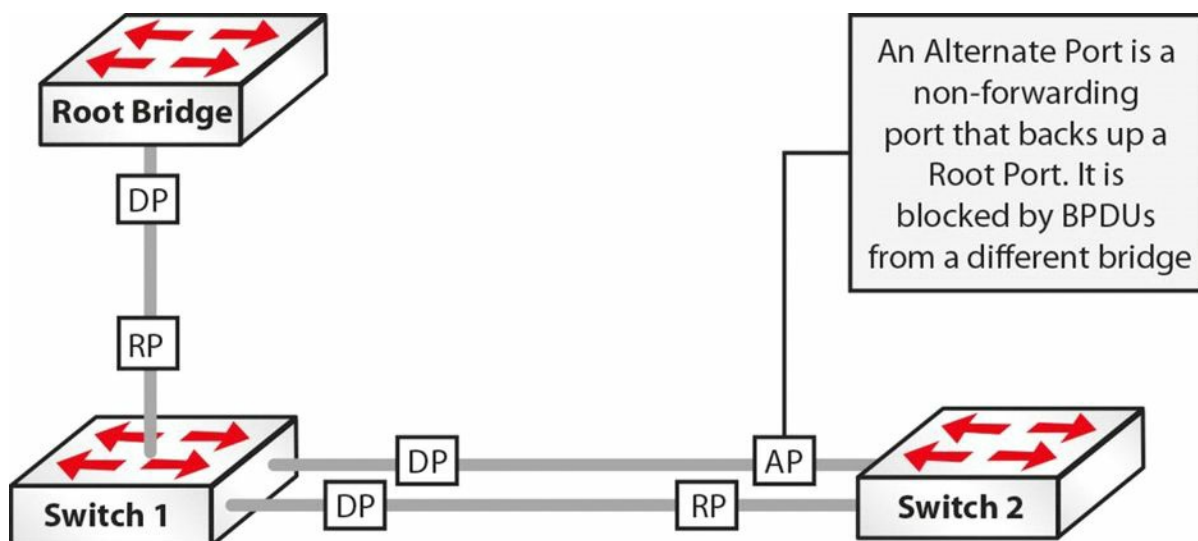 An Alternate Port is a
non-forwarding
port that backs up a
Root Port. It is
blocked by BPDUs
from a different bridge
Root Bridge
DP
RP
DP
AP
DP
RP
Switch 1
Switch 2